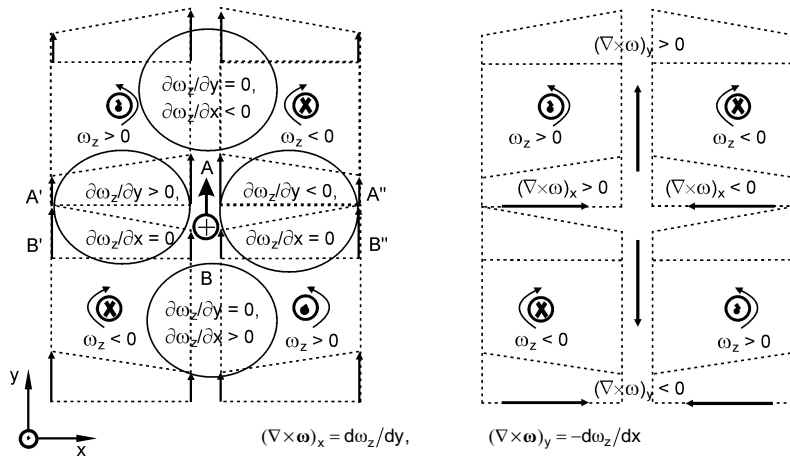 ∂ω_z/∂y = 0,
∂ω_z/∂x < 0
ω_z > 0
ω_z < 0
A
A'
∂ω_z/∂y > 0,
∂ω_z/∂y < 0,
A"
B'
∂ω_z/∂x = 0
∂ω_z/∂x = 0
B"
B
∂ω_z/∂y = 0,
∂ω_z/∂x > 0
ω_z < 0
ω_z > 0
y
x
(∇×ω)_y > 0
ω_z > 0
ω_z < 0
(∇×ω)_x > 0
(∇×ω)_x < 0
ω_z < 0
ω_z > 0
(∇×ω)_y < 0
(∇×ω)_x = dω_z/dy,
(∇×ω)_y = −dω_z/dx